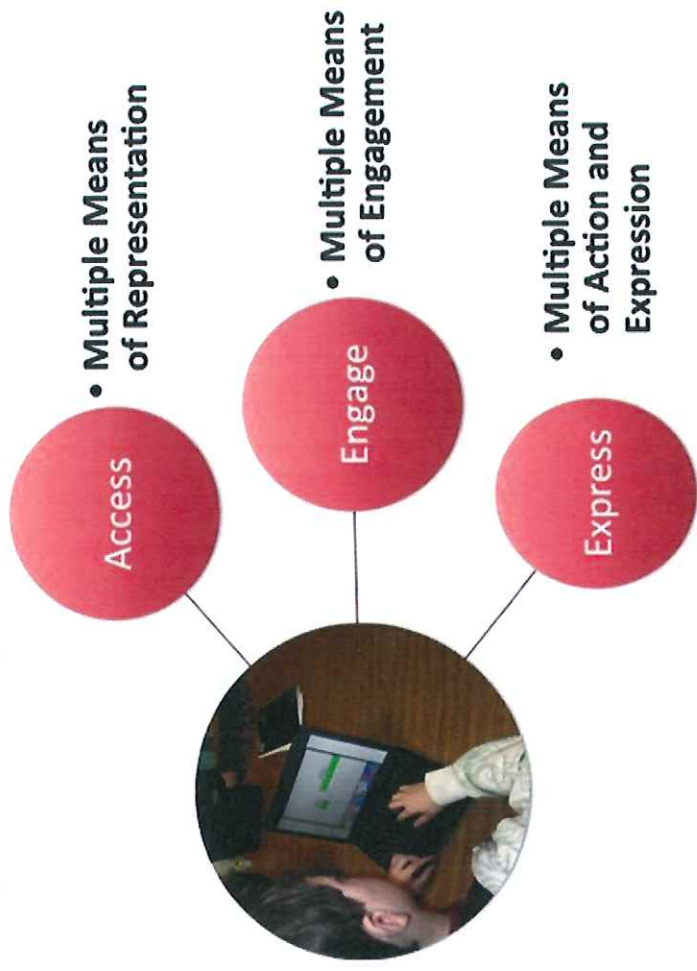 Access
• Multiple Means
of Representation
Engage
• Multiple Means
of Engagement
Express
• Multiple Means
of Action and
Expression